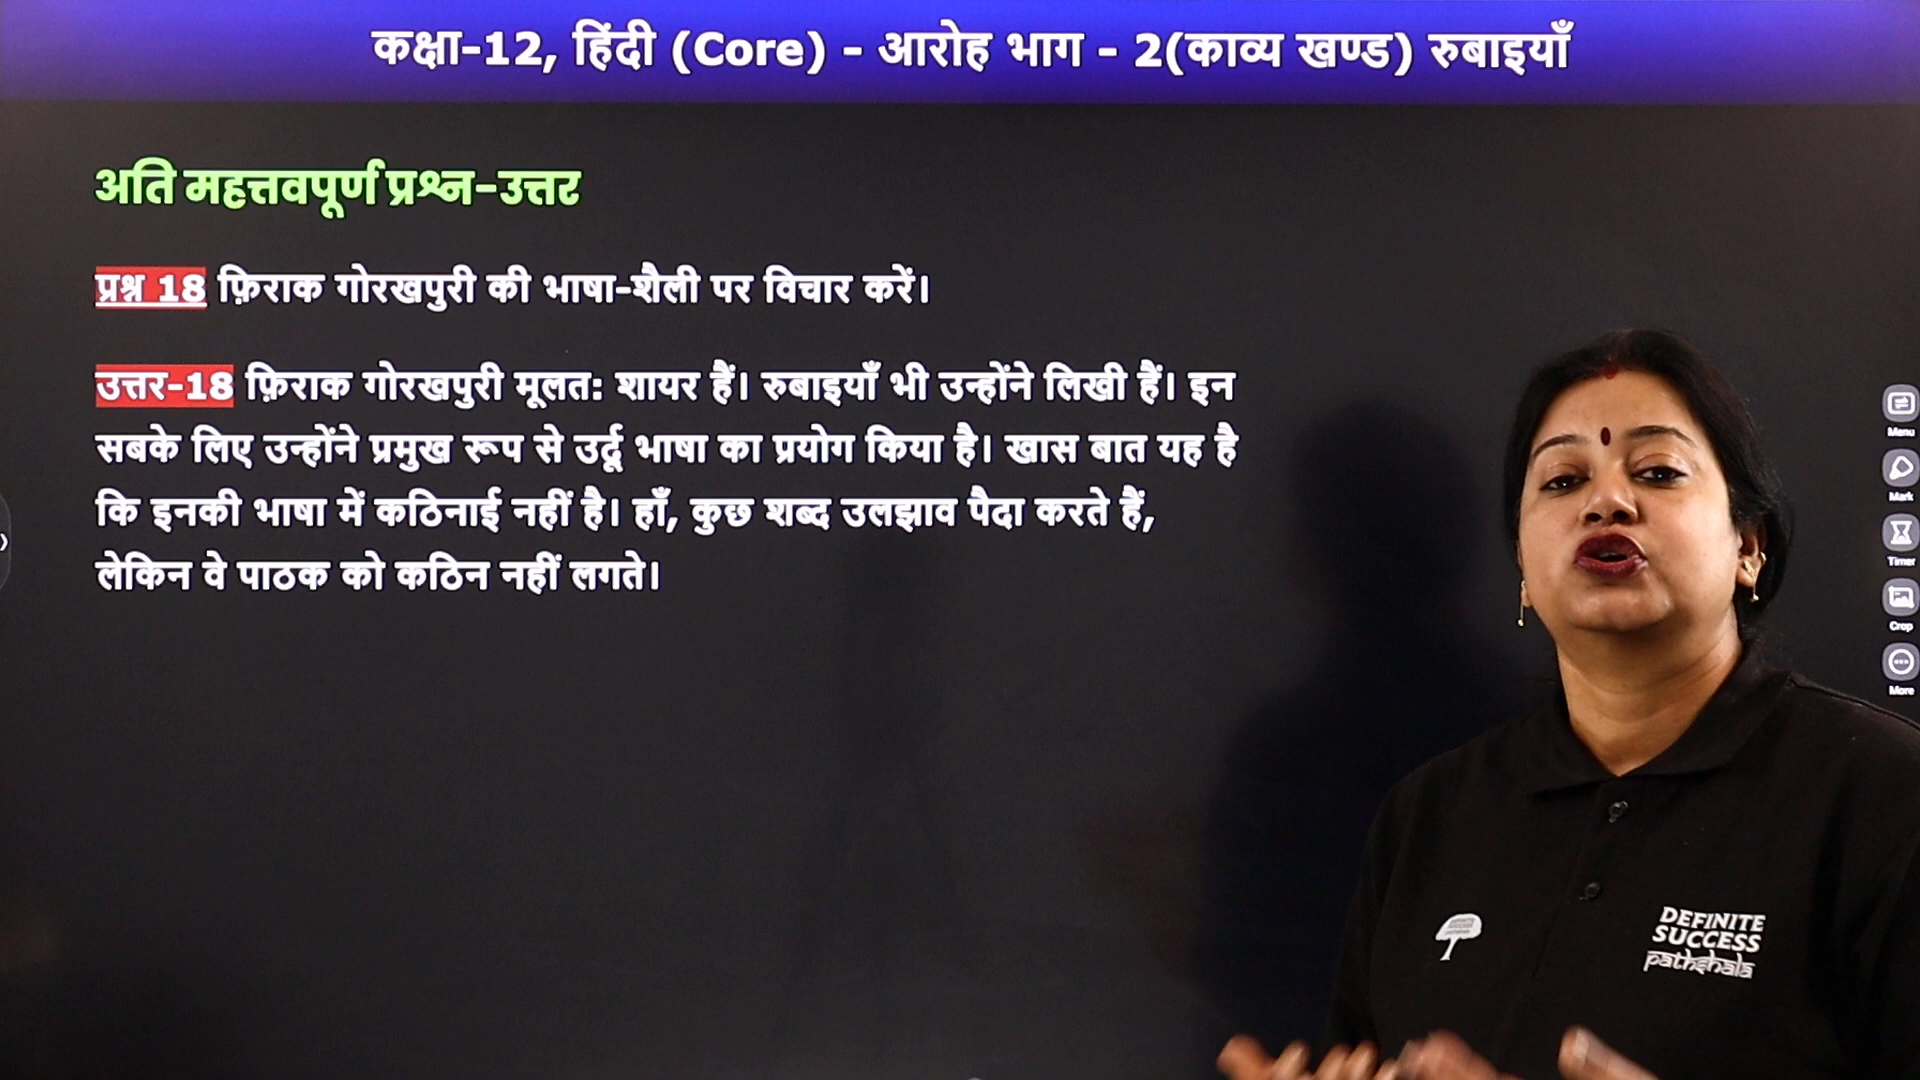 कक्षा-12, हिंदी (Core) - आरोह भाग - 2(काव्य खण्ड) रुबाइयाँ
अति महत्तवपूर्ण प्रश्न-उत्तर
प्रश्न 18 फ़िराक गोरखपुरी की भाषा-शैली पर विचार करें।
उत्तर-18 फ़िराक गोरखपुरी मूलत: शायर हैं। रुबाइयाँ भी उन्होंने लिखी हैं। इन
सबके लिए उन्होंने प्रमुख रूप से उर्दू भाषा का प्रयोग किया है। खास बात यह है
कि इनकी भाषा में कठिनाई नहीं है। हाँ, कुछ शब्द उलझाव पैदा करते हैं,
लेकिन वे पाठक को कठिन नहीं लगते।
Menu
Mark
Timer
Crop
More
DEFINITE
SUCCESS
pathshala